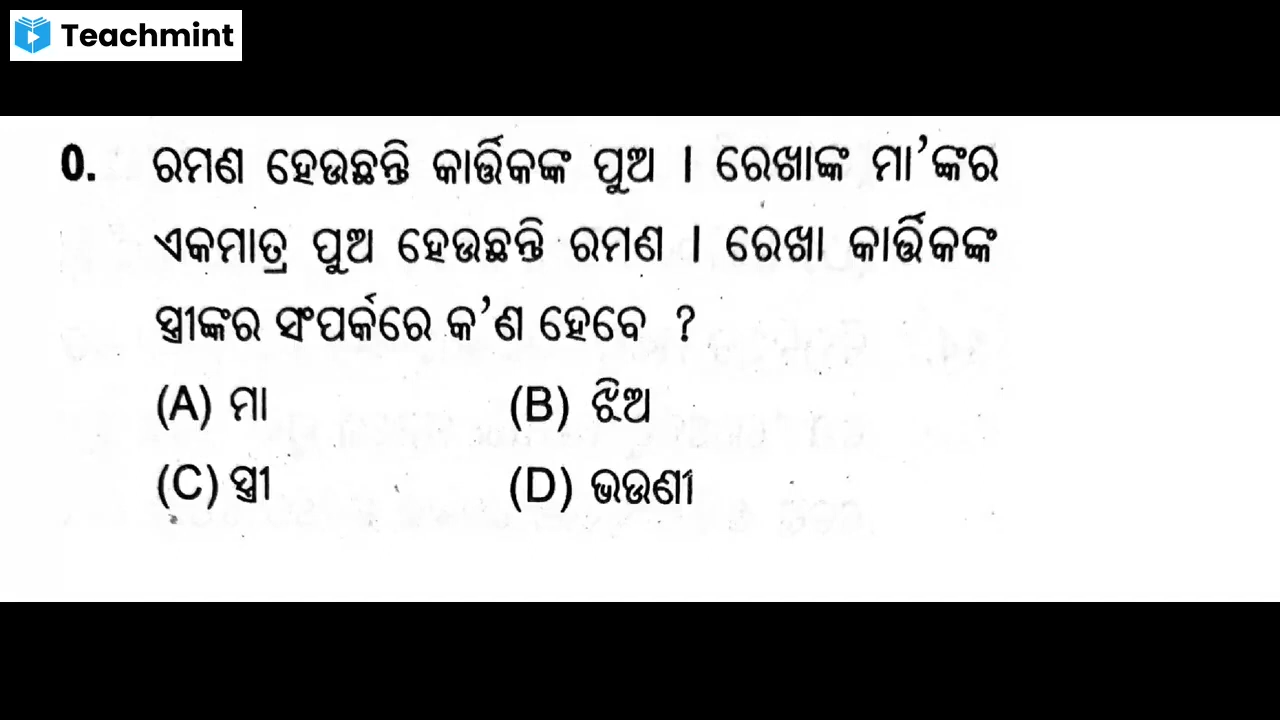 Teachmint
0. ରମଣ ହେଉଛନ୍ତି କାର୍ତ୍ତିକଙ୍କ ପୁଅ । ରେଖାଙ୍କ ମା’ଙ୍କର
ଏକମାତ୍ର ପୁଅ ହେଉଛନ୍ତି ରମଣ । ରେଖା କାର୍ତ୍ତିକଙ୍କ
ସ୍ତ୍ରୀଙ୍କର ସଂପର୍କରେ କ’ଣ ହେବେ ?
(A) ମା (B) ଝିଅ
(C) ସ୍ତ୍ରୀ (D) ଭଉଣୀ